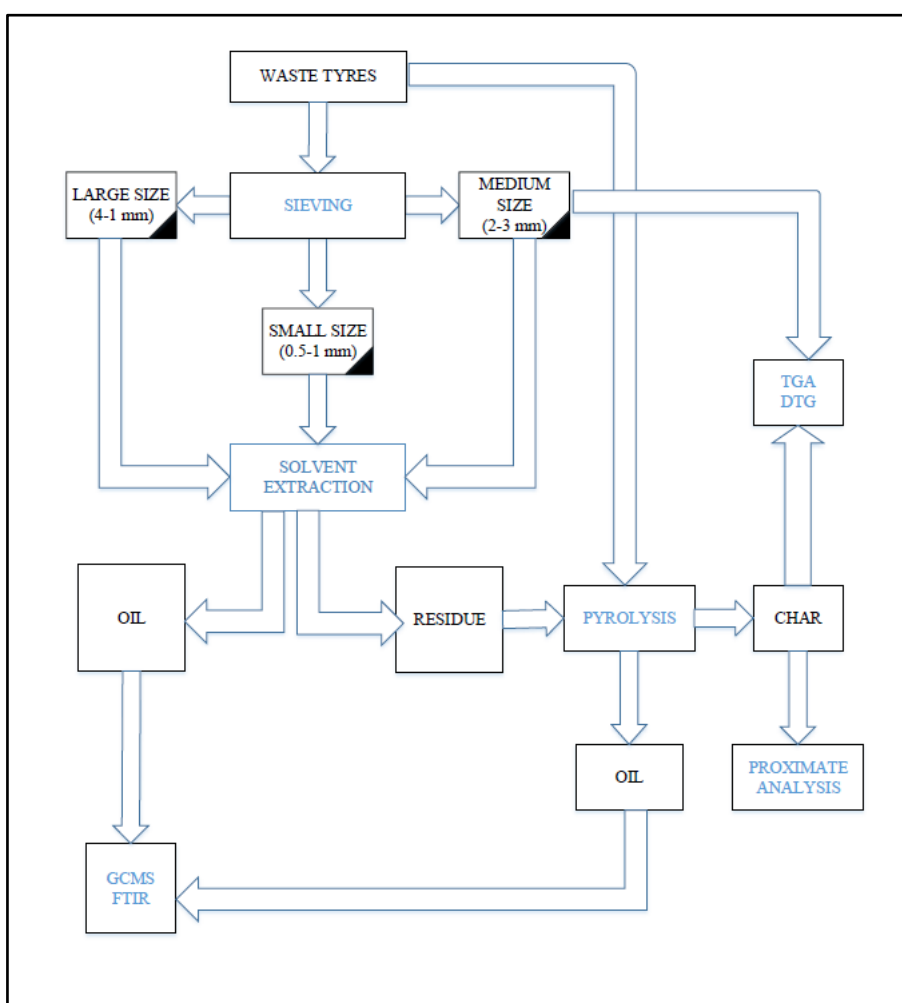 WASTE TYRES
LARGE SIZE
(4-1 mm)
SIEVING
MEDIUM
SIZE
(2-3 mm)
SMALL SIZE
(0.5-1 mm)
TGA
DTG
SOLVENT
EXTRACTION
OIL
RESIDUE
PYROLYSIS
CHAR
OIL
PROXIMATE
ANALYSIS
GCMS
FTIR